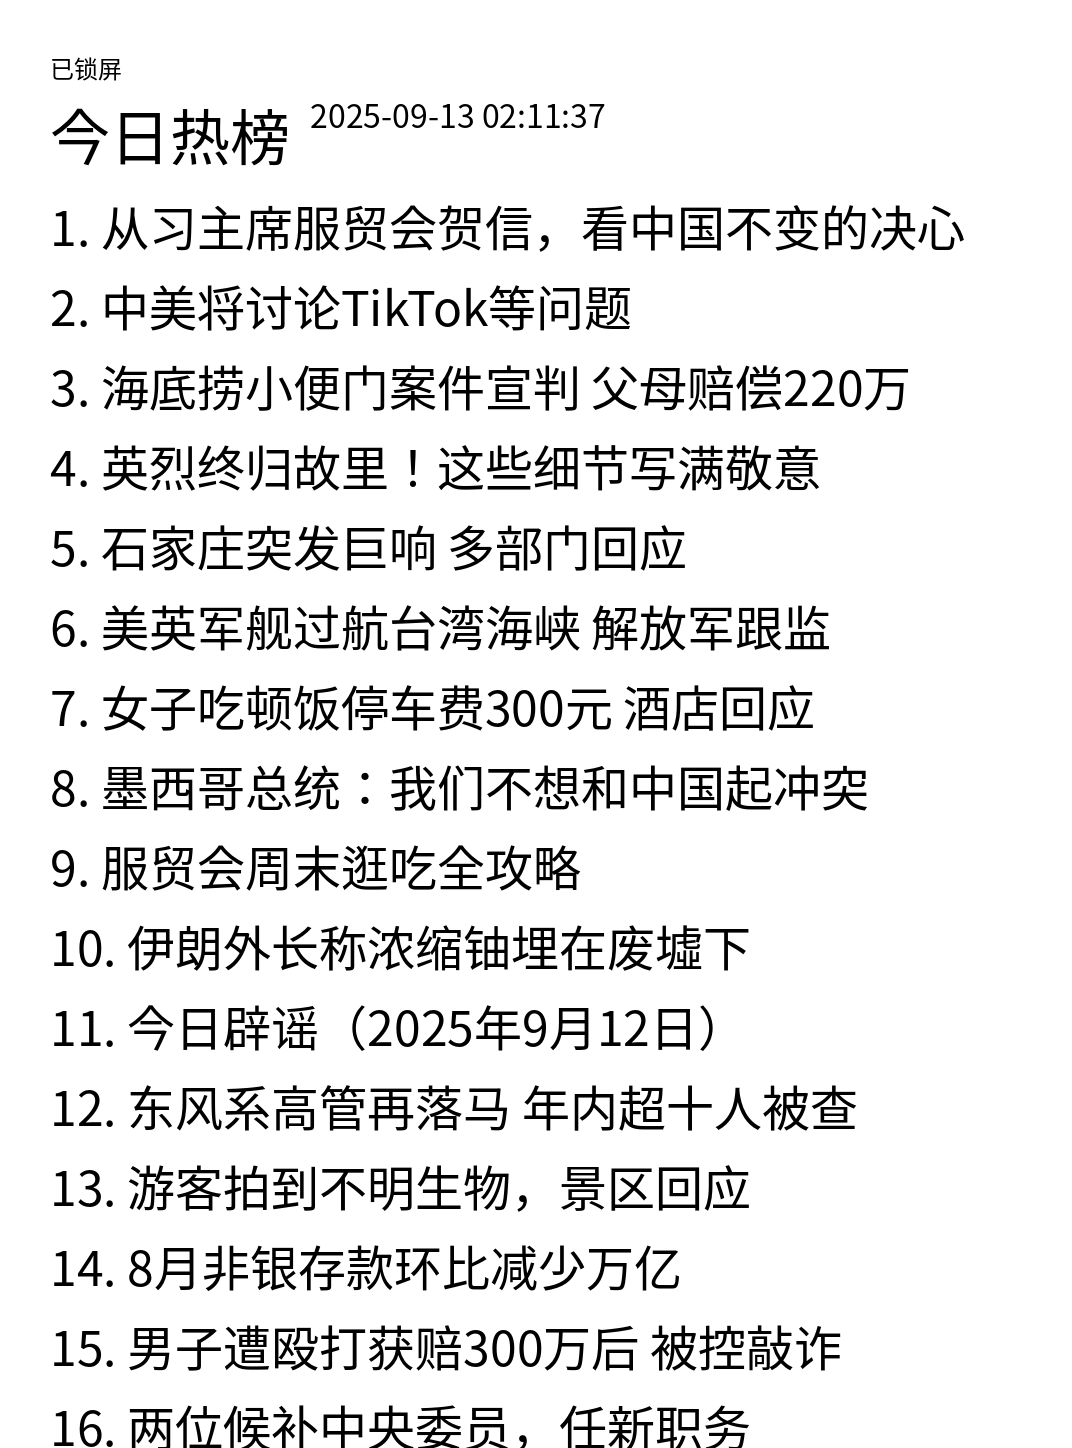 已锁屏
今日热榜 2025-09-13 02:11:37
1. 从习主席服贸会贺信，看中国不变的决心
2. 中美将讨论TikTok等问题
3. 海底捞小便门案件宣判 父母赔偿220万
4. 英烈终归故里！这些细节写满敬意
5. 石家庄突发巨响 多部门回应
6. 美英军舰过航台湾海峡 解放军跟监
7. 女子吃顿饭停车费300元 酒店回应
8. 墨西哥总统：我们不想和中国起冲突
9. 服贸会周末逛吃全攻略
10. 伊朗外长称浓缩铀埋在废墟下
11. 今日辟谣（2025年9月12日）
12. 东风系高管再落马 年内超十人被查
13. 游客拍到不明生物，景区回应
14. 8月非银存款环比减少万亿
15. 男子遭殴打获赔300万后 被控敲诈
16. 两位候补中央委员，任新职务